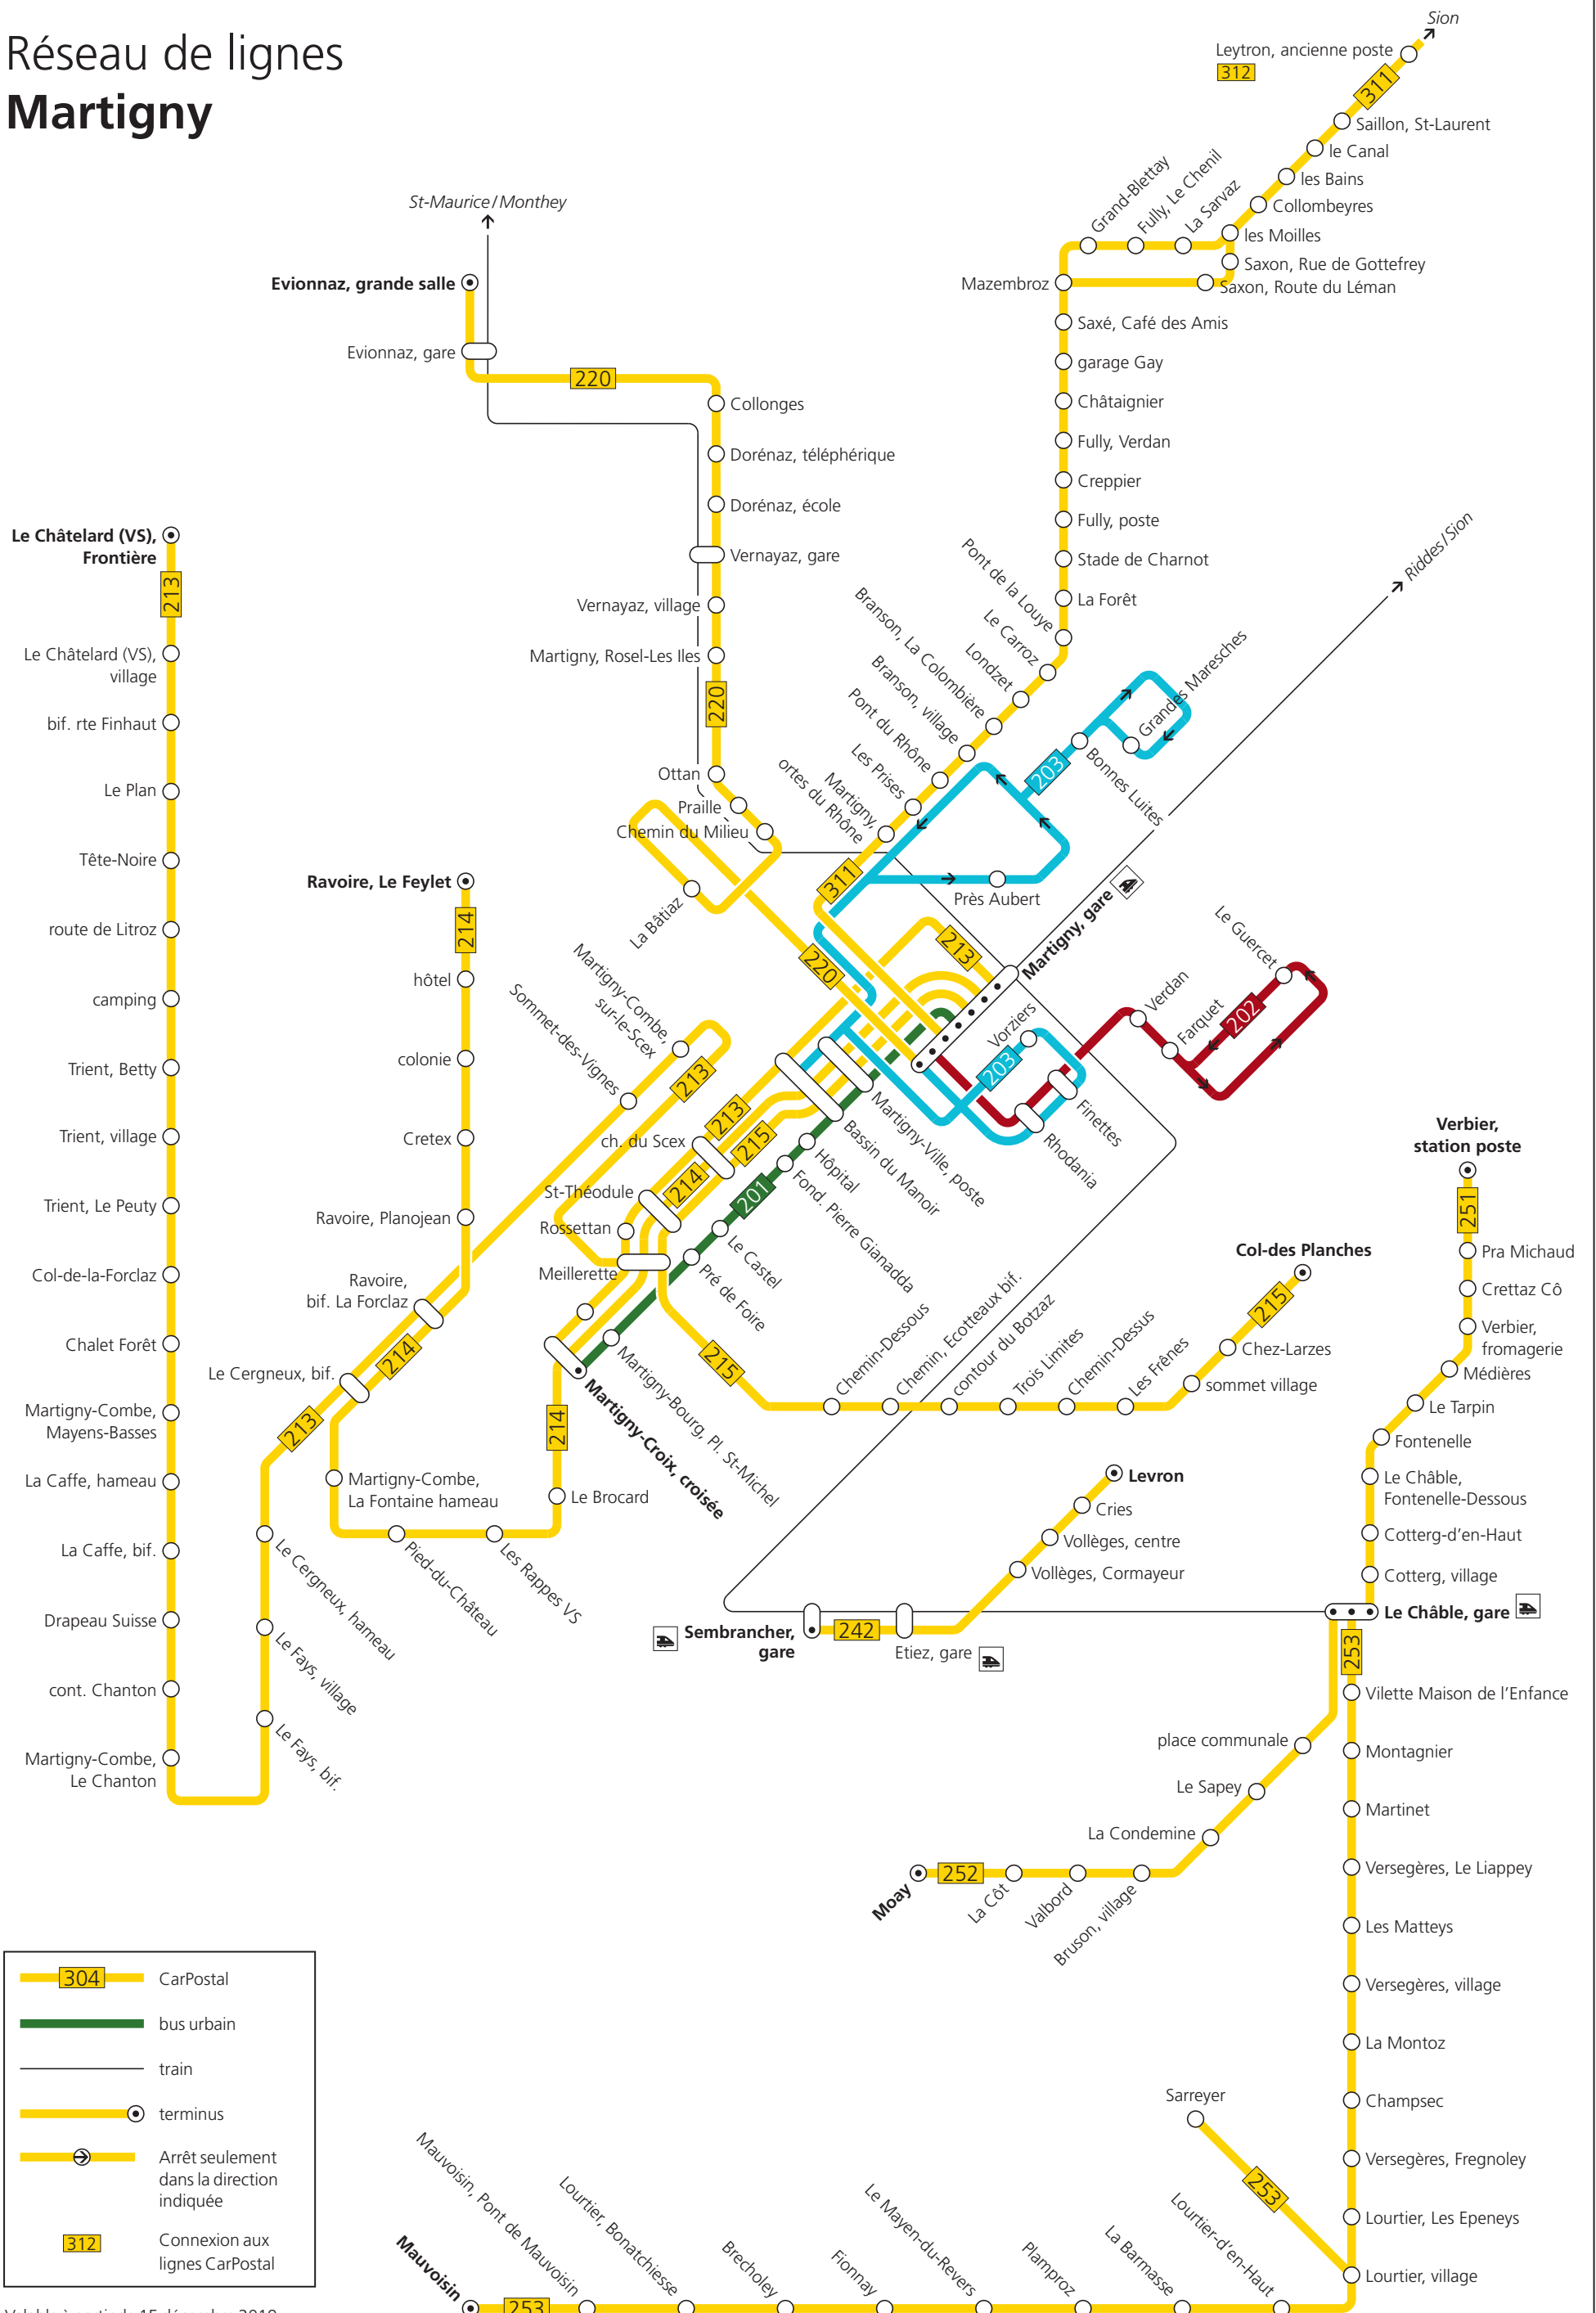 Réseau de lignes
Martigny
Sion
Leytron, ancienne poste
312
311
Saillon, St-Laurent
le Canal
les Bains
Collombeyres
les Moilles
Saxon, Rue de Gottefrey
Saxon, Route du Léman
Grand-Blettay
Fully, Le Chenil
La Sarvaz
Mazembroz
Saxé, Café des Amis
garage Gay
Châtaignier
Fully, Verdan
Creppier
Fully, poste
Stade de Charnot
La Forêt
Pont de la Louye
Le Carroz
Londzet
Branson, La Colombière
Branson, village
Pont du Rhône
Les Prises
Martigny,
ortes du Rhône
311
St-Maurice/Monthey
Evionnaz, grande salle
Evionnaz, gare
220
Collonges
Dorénaz, téléphérique
Dorénaz, école
Vernayaz, gare
Vernayaz, village
Martigny, Rosel-Les Iles
220
Ottan
Praille
Chemin du Milieu
La Bâtiaz
220
Riddes/Sion
Grandes Maresches
203
Bonnes Luites
Près Aubert
Martigny, gare
213
Vorziers
203
Finettes
Rhodania
Verdan
Farquet
Le Guercet
202
Le Châtelard (VS),
Frontière
213
Le Châtelard (VS),
village
bif. rte Finhaut
Le Plan
Tête-Noire
route de Litroz
camping
Trient, Betty
Trient, village
Trient, Le Peuty
Col-de-la-Forclaz
Chalet Forêt
Martigny-Combe,
Mayens-Basses
La Caffe, hameau
La Caffe, bif.
Drapeau Suisse
cont. Chanton
Martigny-Combe,
Le Chanton
Le Fays, bif.
Le Fays, village
Le Cergneux, hameau
213
Le Cergneux, bif.
Ravoire,
bif. La Forclaz
214
Ravoire, Le Feylet
214
hôtel
colonie
Cretex
Ravoire, Planojean
Sommet-des-Vignes
Martigny-Combe,
sur-le-Scex
213
213
215
214
201
ch. du Scex
St-Théodule
Rossettan
Meillerette
Martigny-Ville, poste
Bassin du Manoir
Hôpital
Fond. Pierre Gianadda
Le Castel
Pré de Foire
Martigny-Bourg, Pl. St-Michel
Martigny-Croix, croisée
214
Le Brocard
Les Rappes VS
Pied-du-Château
Martigny-Combe,
La Fontaine hameau
215
Chemin-Dessous
Chemin, Ecotteaux bif.
contour du Botzaz
Trois Limites
Chemin-Dessus
Les Frênes
sommet village
Chez-Larzes
215
Col-des Planches
Verbier,
station poste
251
Pra Michaud
Crettaz Cô
Verbier,
fromagerie
Médières
Le Tarpin
Fontenelle
Le Châble,
Fontenelle-Dessous
Cotterg-d’en-Haut
Cotterg, village
Le Châble, gare
Levron
Cries
Vollèges, centre
Vollèges, Cormayeur
Etiez, gare
242
Sembrancher,
gare
253
Vilette Maison de l’Enfance
Montagnier
Martinet
Versegères, Le Liappey
Les Matteys
Versegères, village
La Montoz
Champsec
Versegères, Fregnoley
Lourtier, Les Epeneys
Lourtier, village
place communale
Le Sapey
La Condemine
Bruson, village
Valbord
La Côt
252
Moay
Sarreyer
253
Lourtier-d’en-Haut
La Barmasse
Plamproz
Le Mayen-du-Revers
Fionnay
Brecholey
Lourtier, Bonatchiesse
Mauvoisin, Pont de Mauvoisin
253
Mauvoisin
304
CarPostal
bus urbain
train
terminus
Arrêt seulement
dans la direction
indiquée
312
Connexion aux
lignes CarPostal